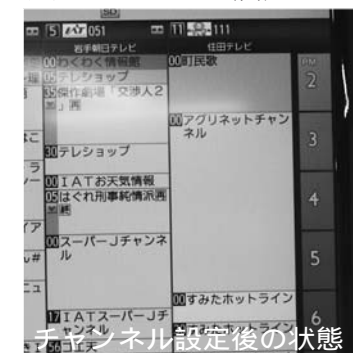 SD
5 IAT 051
岩手朝日テレビ
00わくわく情報館
05テレショップ
35傑作劇場「交渉人2
」再
30テレショップ
00IATお天気情報
05はぐれ刑事純情派再
00スーパーJチャンネ
ル
17IATスーパーJチ
ャンネル
56
11 111
住田テレビ
00町民歌
00アグリネットチャン
ネル
00すみたホットライン
PM
2
3
4
5
6
チャンネル設定後の状態